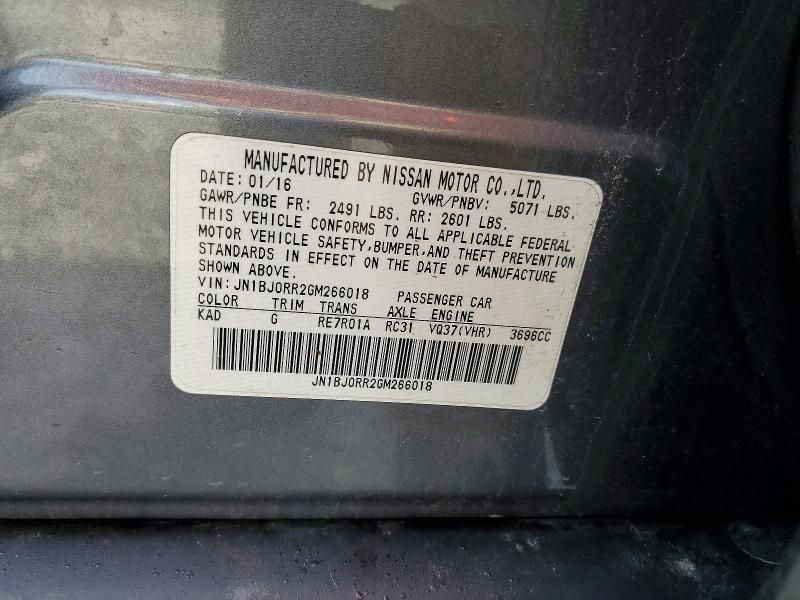 MANUFACTURED BY NISSAN MOTOR CO.,LTD.
DATE: 01/16 GVWR/PNBV: 5071 LBS.
GAWR/PNBE FR: 2491 LBS. RR: 2601 LBS.
THIS VEHICLE CONFORMS TO ALL APPLICABLE FEDERAL
MOTOR VEHICLE SAFETY,BUMPER,AND THEFT PREVENTION
STANDARDS IN EFFECT ON THE DATE OF MANUFACTURE
SHOWN ABOVE.
VIN: JN1BJ0RR2GM266018 PASSENGER CAR
COLOR TRIM TRANS AXLE ENGINE
KAD G RE7R01A RC31 VQ37(VHR) 3696CC
JN1BJ0RR2GM266018